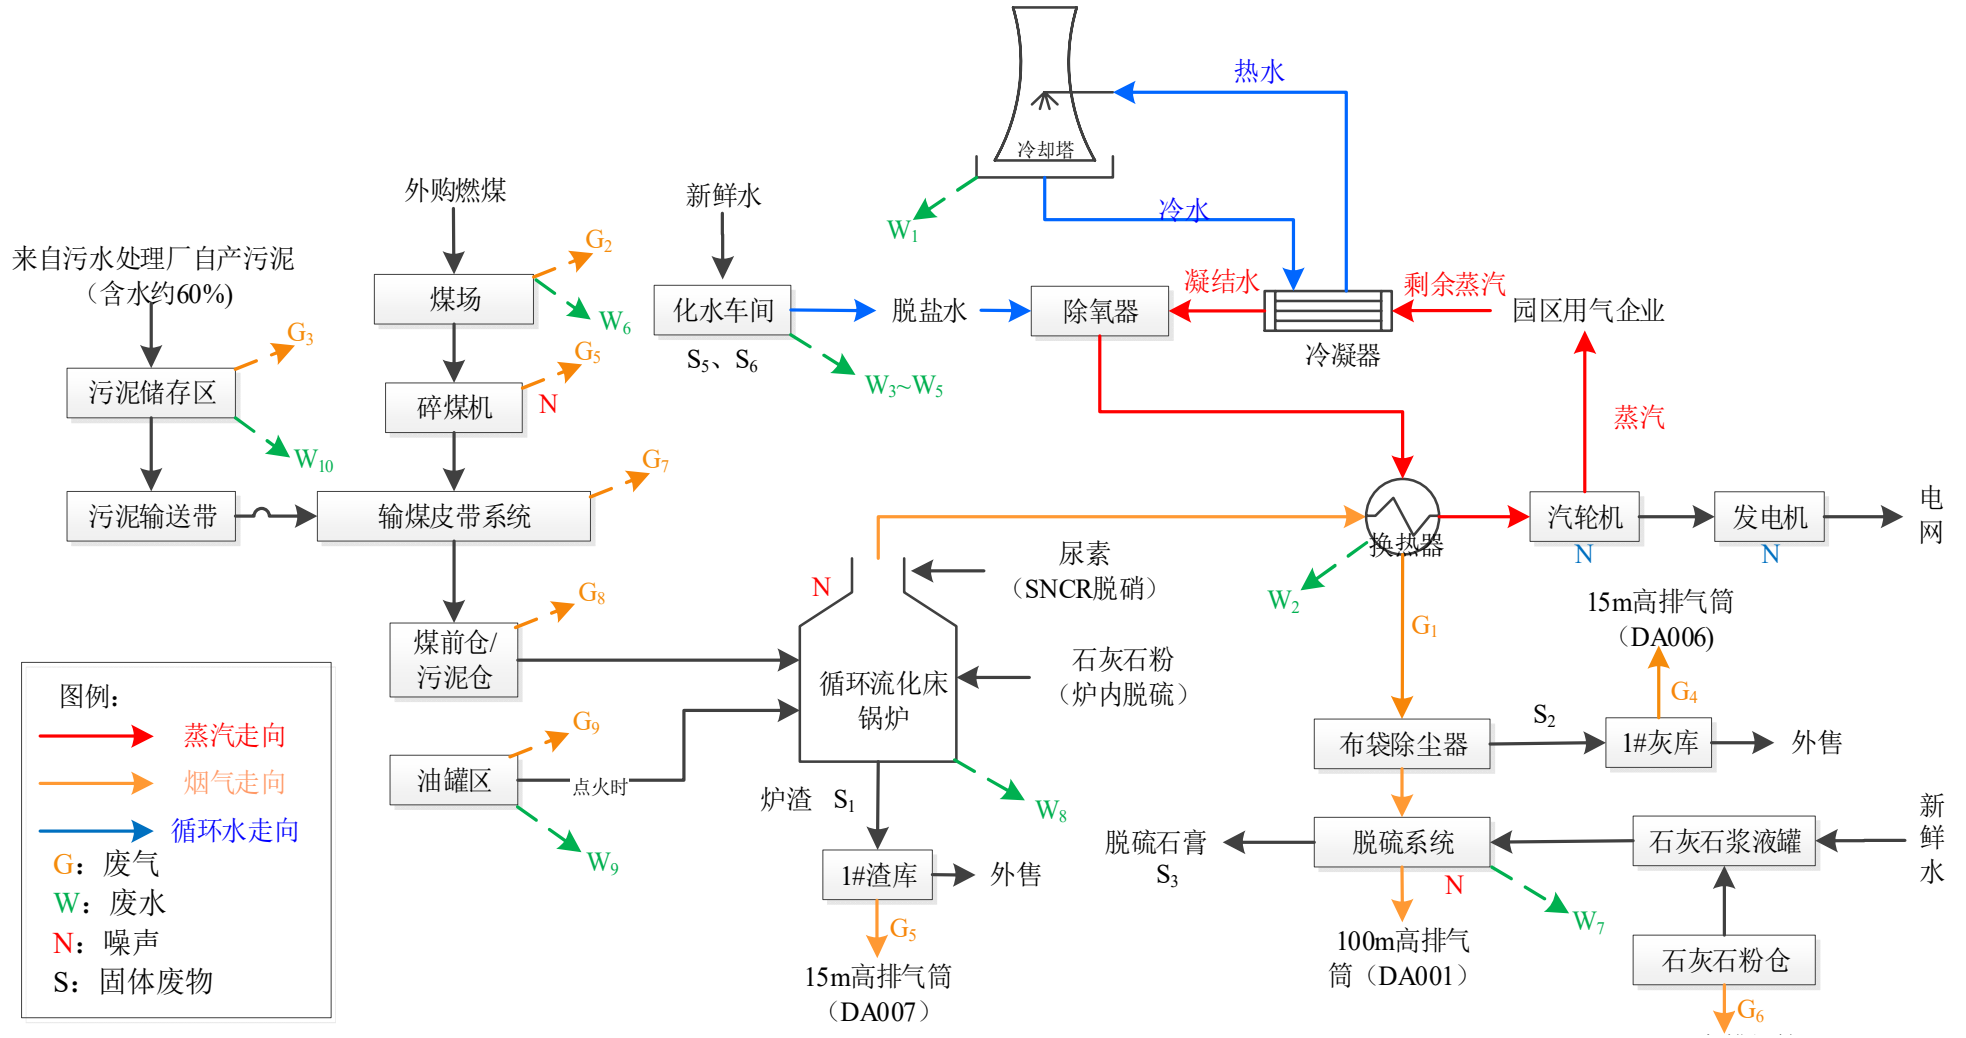 热水
冷却塔
冷水
W1
外购燃煤
新鲜水
来自污水处理厂自产污泥
（含水约60%)
G2
煤场
W6
化水车间
脱盐水
除氧器
凝结水
冷凝器
剩余蒸汽
园区用气企业
S5、S6
W3~W5
G3
污泥储存区
W10
G5
碎煤机
N
蒸汽
G7
污泥输送带
输煤皮带系统
换热器
W2
汽轮机
N
发电机
N
电
网
尿素
（SNCR脱硝）
N
G8
煤前仓/
污泥仓
循环流化床
锅炉
石灰石粉
（炉内脱硫）
G1
15m高排气筒
（DA006)
G4
布袋除尘器
S2
1#灰库
外售
G9
油罐区
点火时
W9
炉渣 S1
W8
1#渣库
外售
G5
15m高排气筒
（DA007）
脱硫石膏
S3
脱硫系统
N
W7
石灰石浆液罐
新
鲜
水
100m高排气
筒（DA001）
石灰石粉仓
G6
图例：
蒸汽走向
烟气走向
循环水走向
G：废气
W：废水
N：噪声
S：固体废物